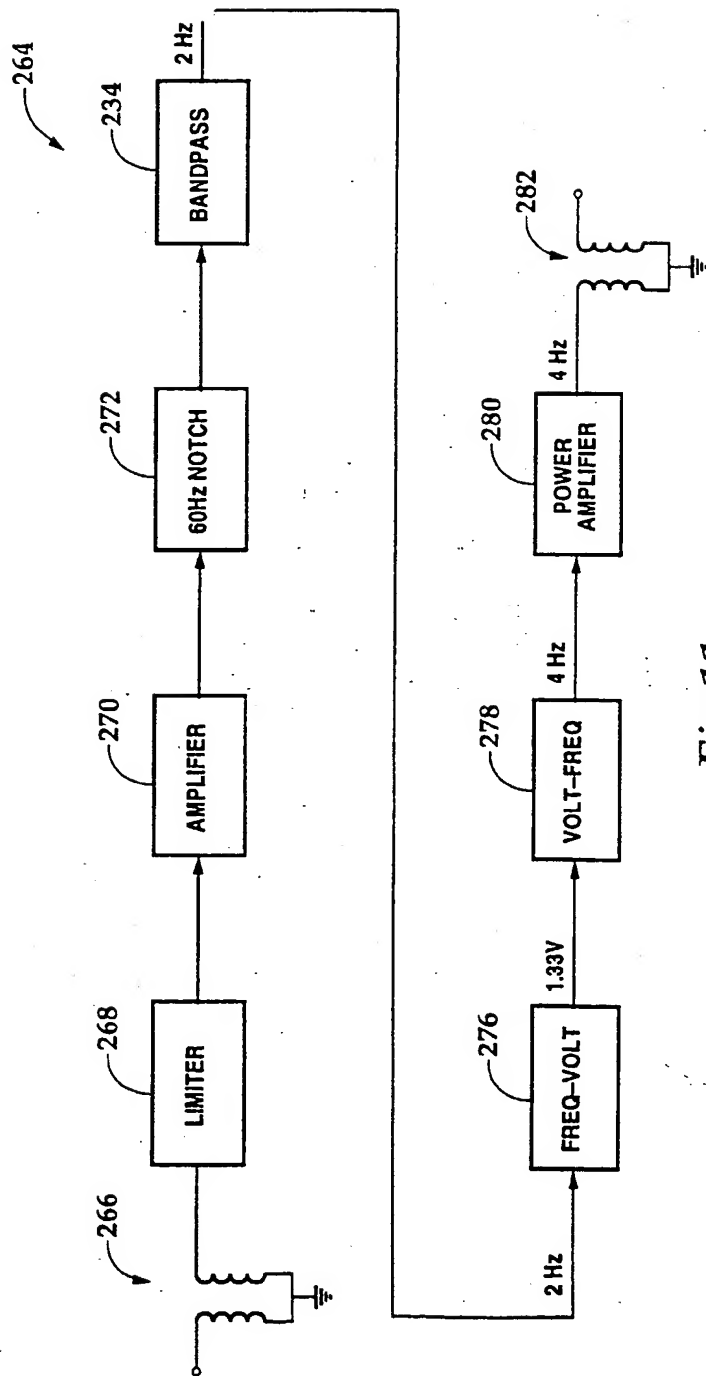 264
266
268
LIMITER
270
AMPLIFIER
272
60Hz NOTCH
234
BANDPASS
2 Hz
2 Hz
276
FREQ–VOLT
1.33V
278
VOLT–FREQ
4 Hz
280
POWER
AMPLIFIER
4 Hz
282